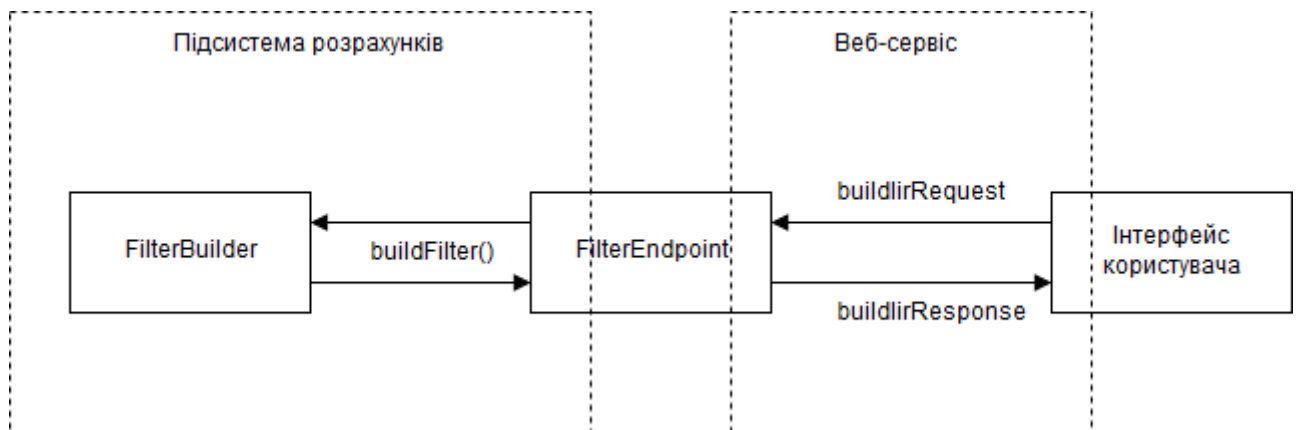 Підсистема розрахунків
Веб-сервіс
buildIirRequest
FilterBuilder
buildFilter()
FilterEndpoint
Інтерфейс
користувача
buildIirResponse